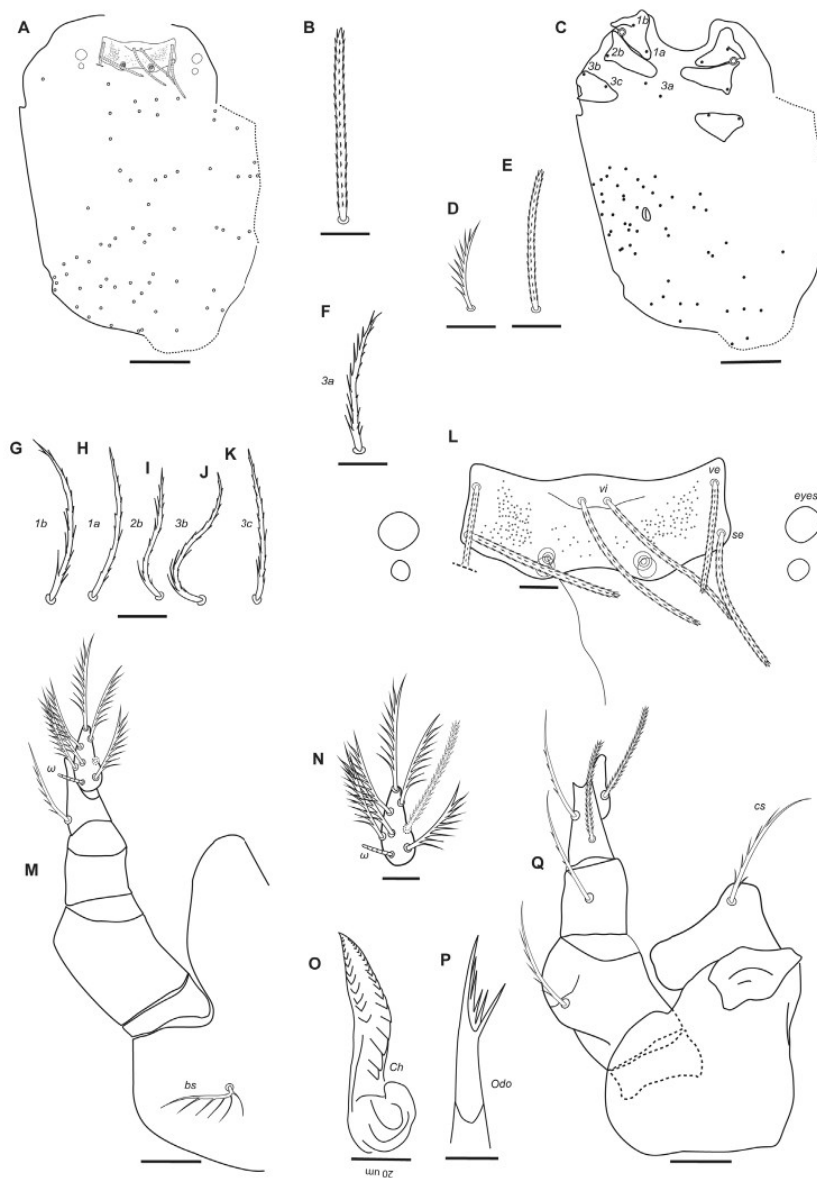 A
B
C
1b
2b
1a
3b
3c
3a
D
E
F
3a
G
H
I
J
K
1b
1a
2b
3b
3c
L
vi
ve
se
eyes
M
ω
bs
N
ω
O
Ch
20 um
P
Odo
Q
cs